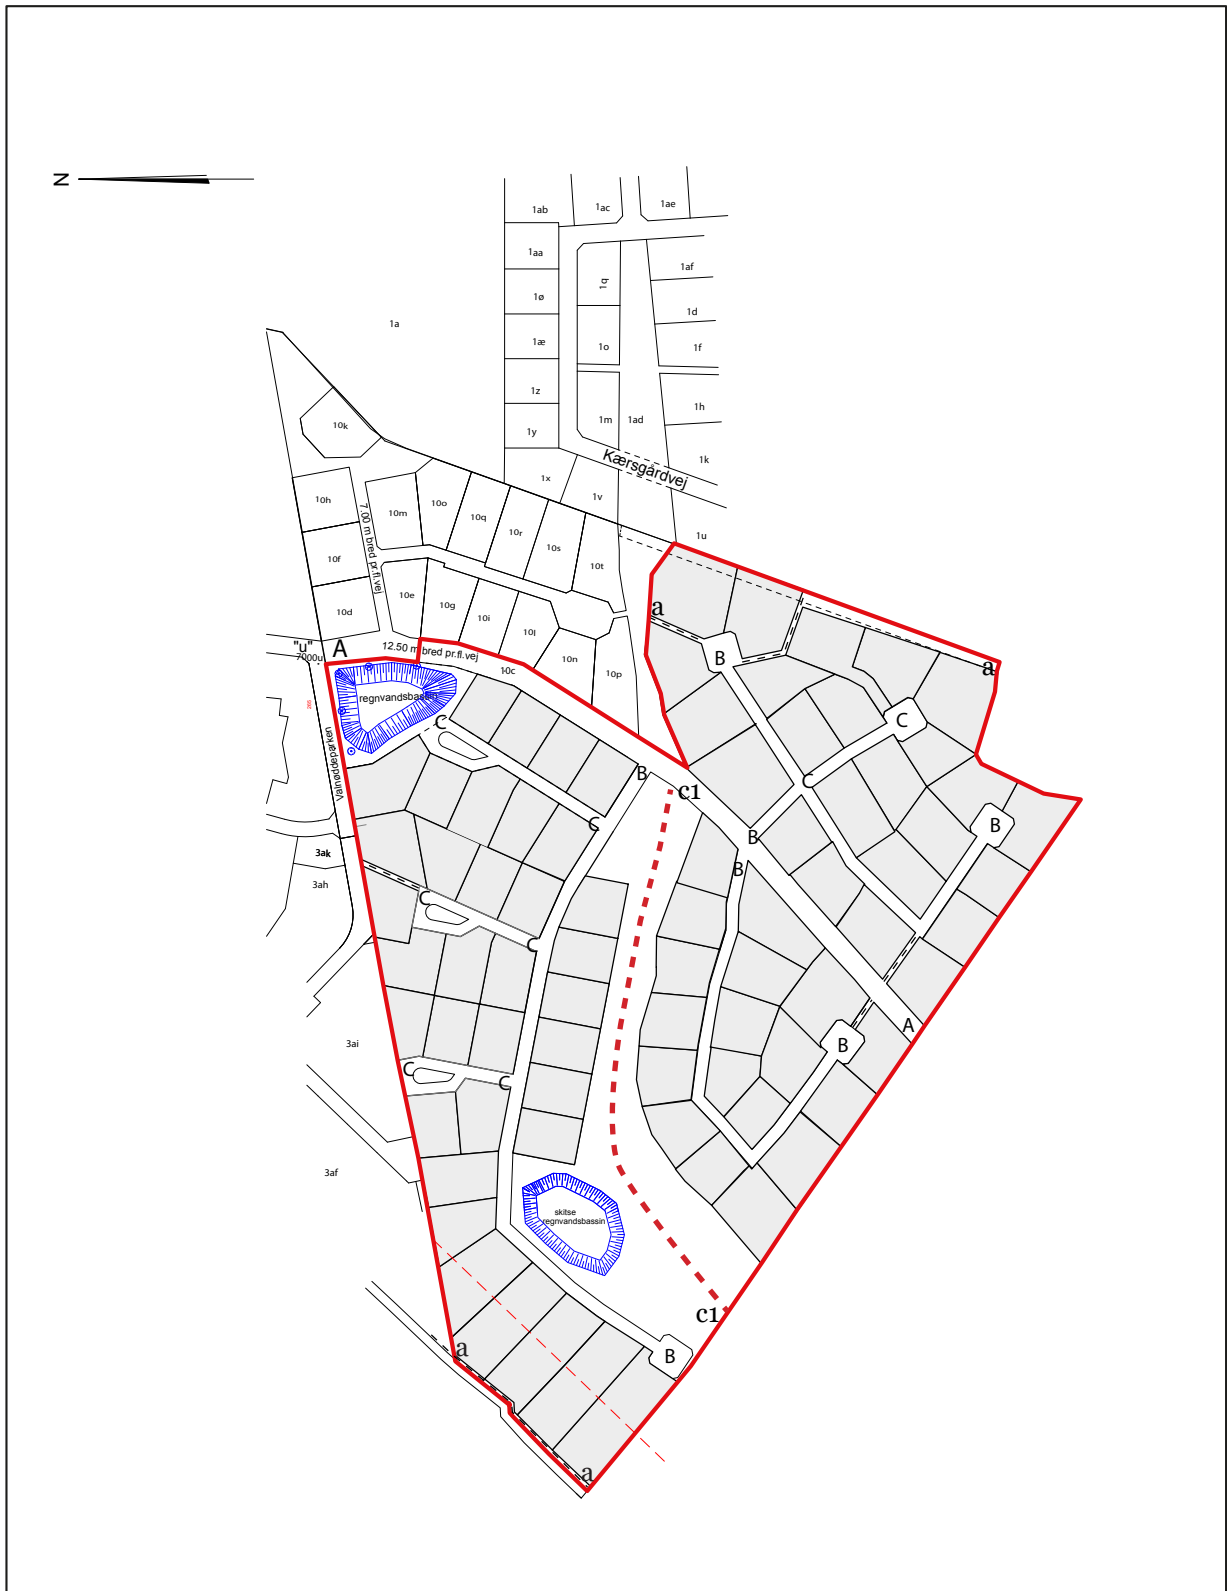 N
1ab
1ac
1ae
1aa
1af
1q
1ø
1d
1a
1æ
1o
1f
1z
1h
10k
1y
1m
1ad
Kærsgårdvej
1k
1x
1v
10h
10m
10o
10q
10r
10s
7.00 m bred pr.fl.vej
1u
10f
10t
10e
10g
10d
10i
10j
a
"u"
7000u
A
12.50 m bred pr.fl.vej
10n
10p
10c
B
a
regnvandsbassin
C
C
Valnøddeparken
B
C
c1
C
B
B
3ak
B
3ah
C
C
A
3ai
B
C
C
3af
skitse
regnvandsbassin
c1
a
B
a